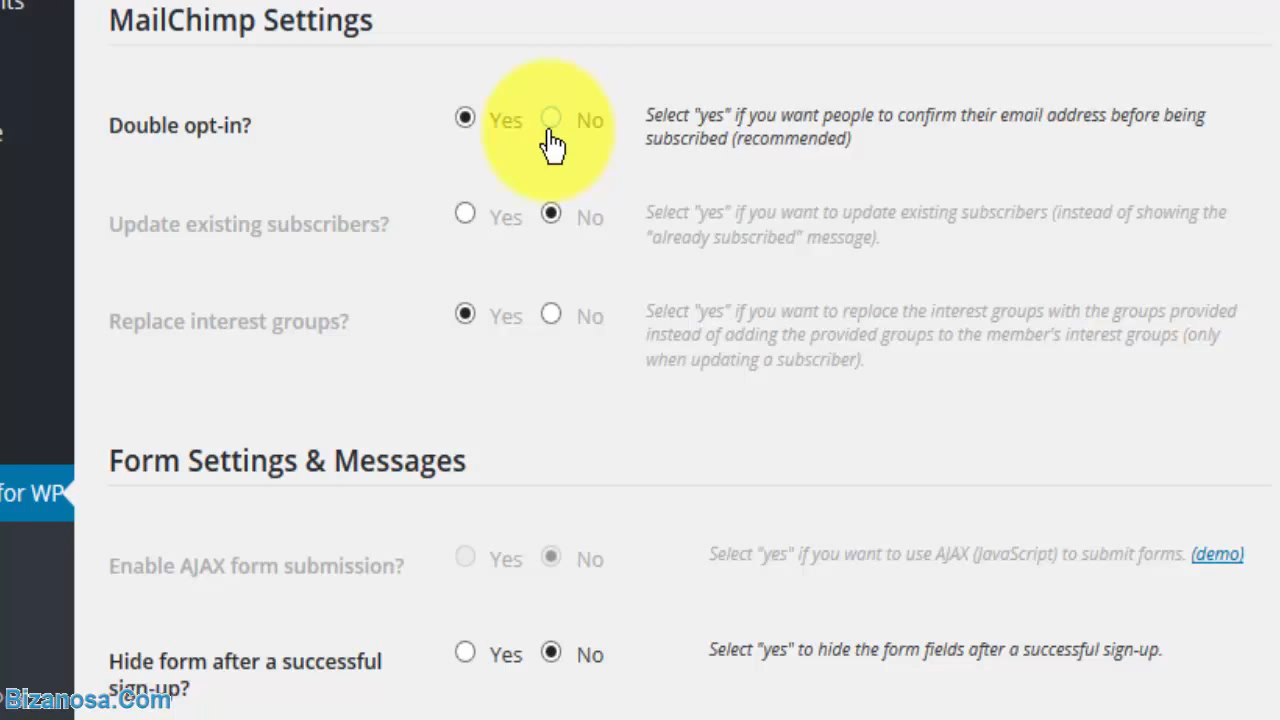 MailChimp Settings
Double opt-in?
Yes No
Select "yes" if you want people to confirm their email address before being
subscribed (recommended)
Update existing subscribers?
Yes No
Select "yes" if you want to update existing subscribers (instead of showing the
"already subscribed" message).
Replace interest groups?
Yes No
Select "yes" if you want to replace the interest groups with the groups provided
instead of adding the provided groups to the member's interest groups (only
when updating a subscriber).
for WP
Form Settings & Messages
Enable AJAX form submission?
Yes No
Select "yes" if you want to use AJAX (JavaScript) to submit forms. (demo)
Hide form after a successful
sign-up?
Yes No
Select "yes" to hide the form fields after a successful sign-up.
Bizanosa.Com